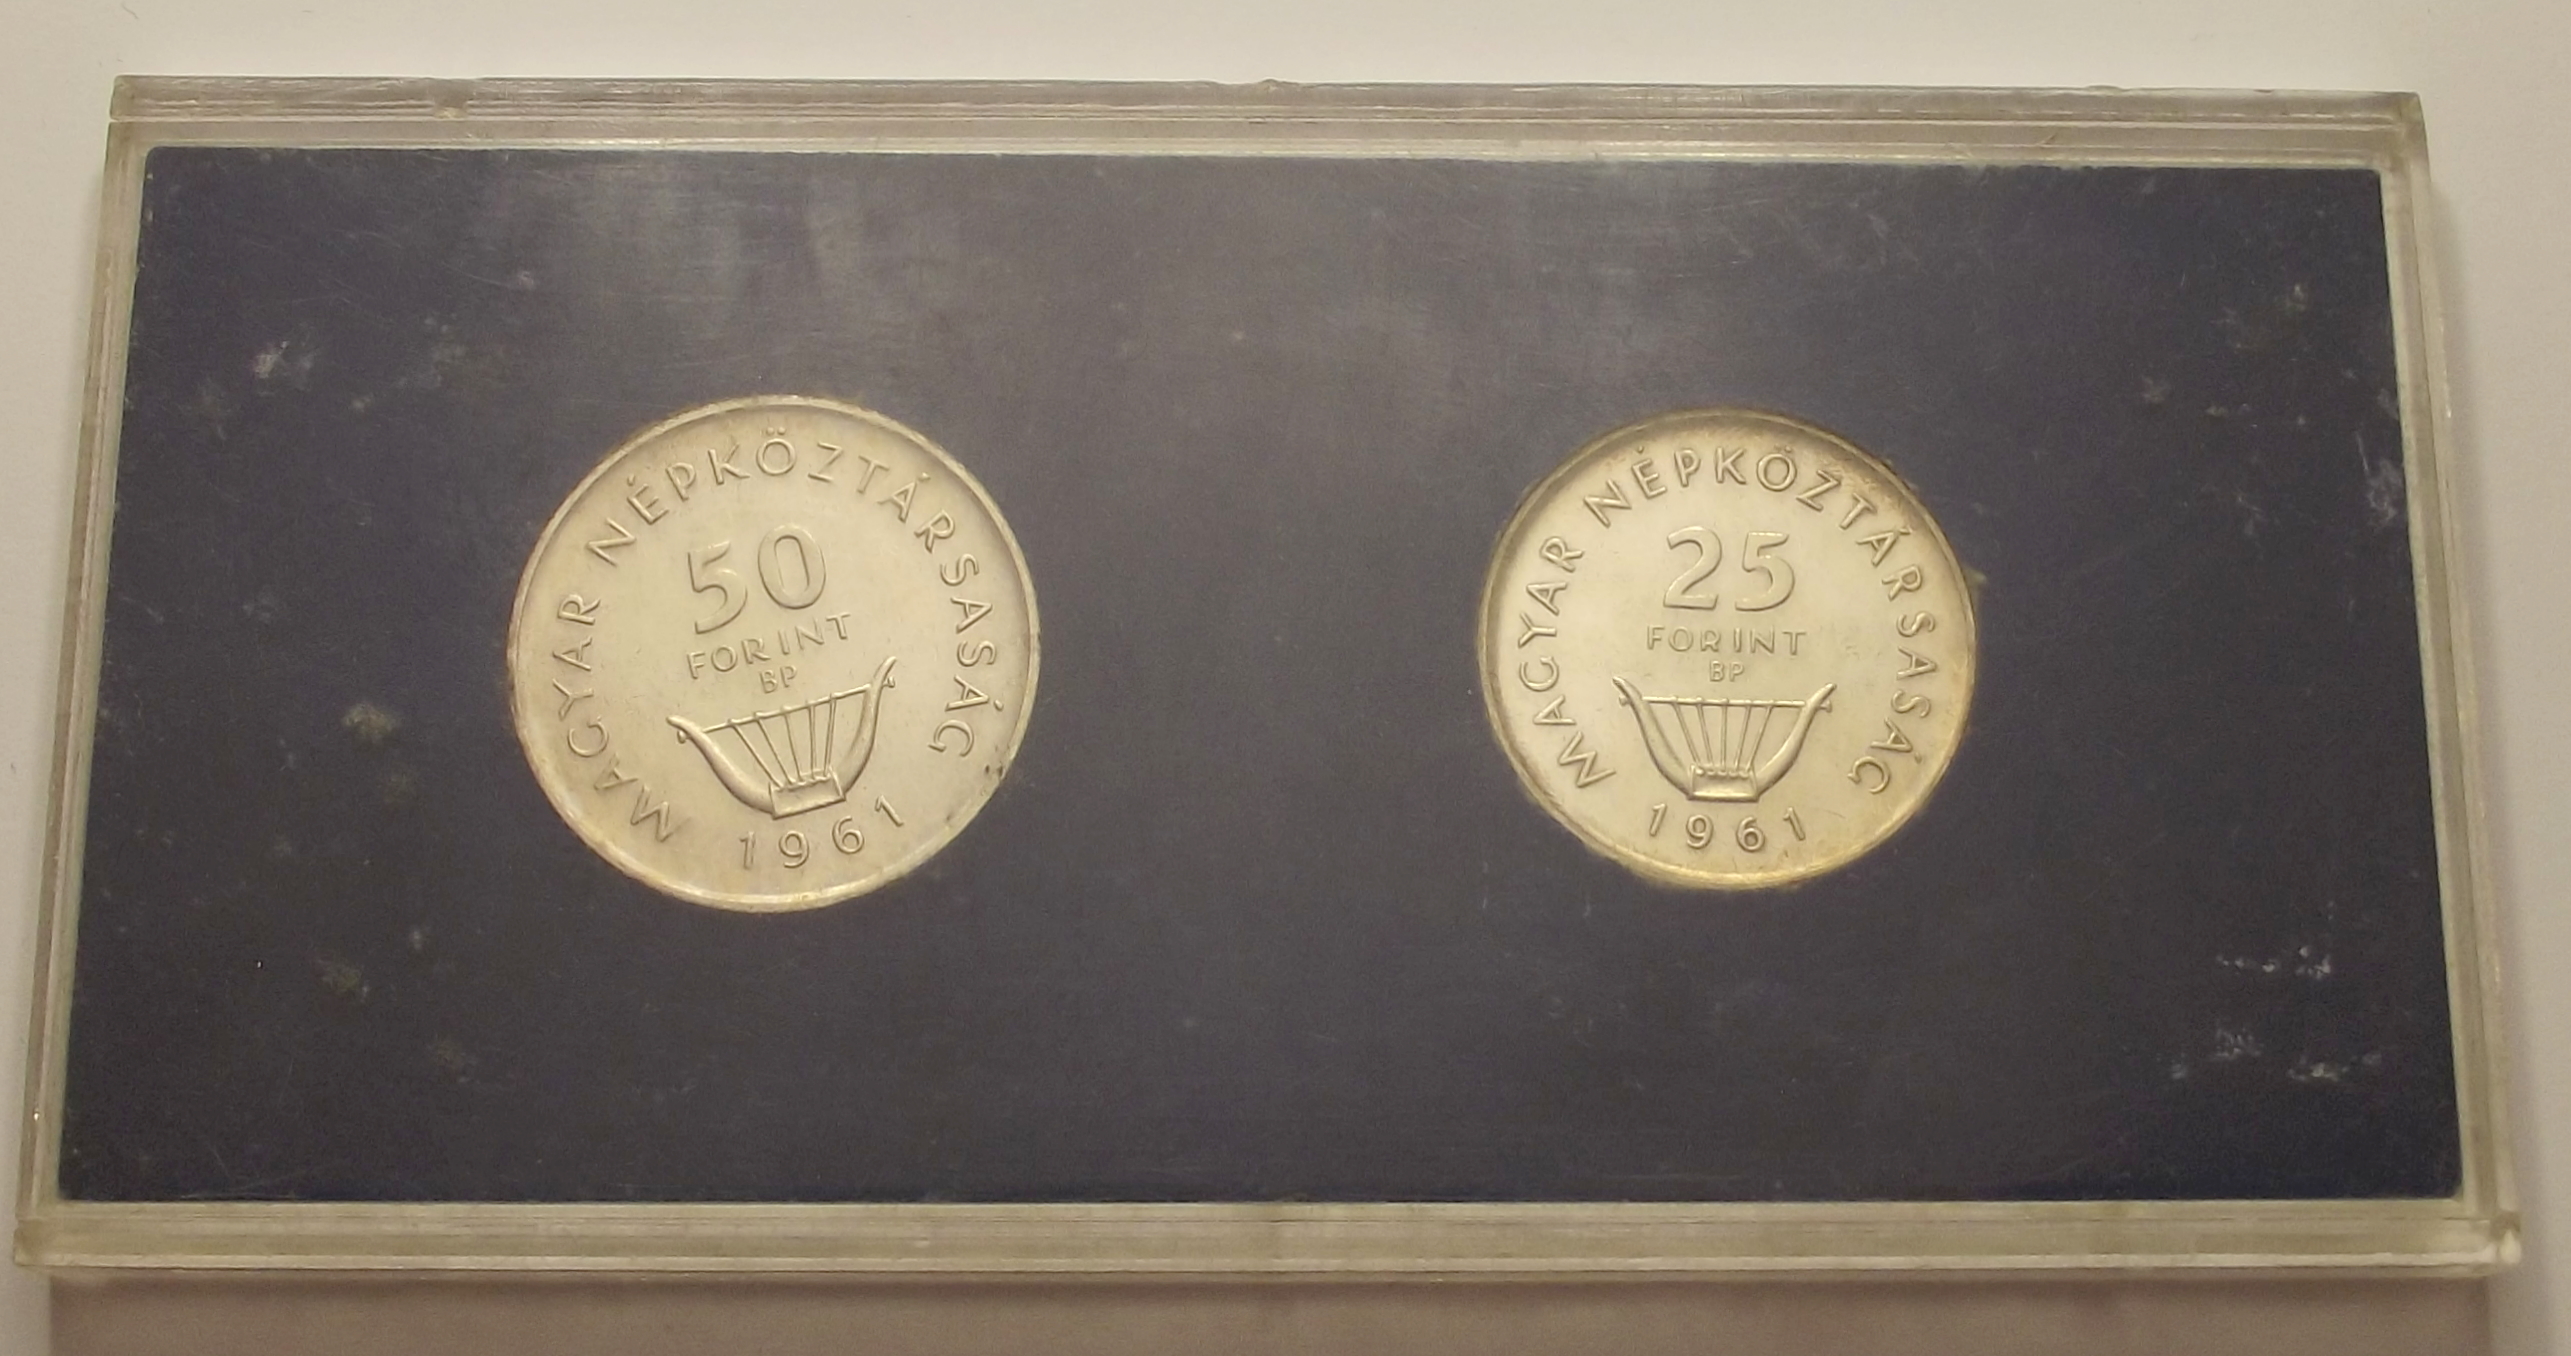 MAGYAR NÉPKÖZTÁRSASÁG
50
FORINT
BP
1961
MAGYAR NÉPKÖZTÁRSASÁG
25
FORINT
BP
1961